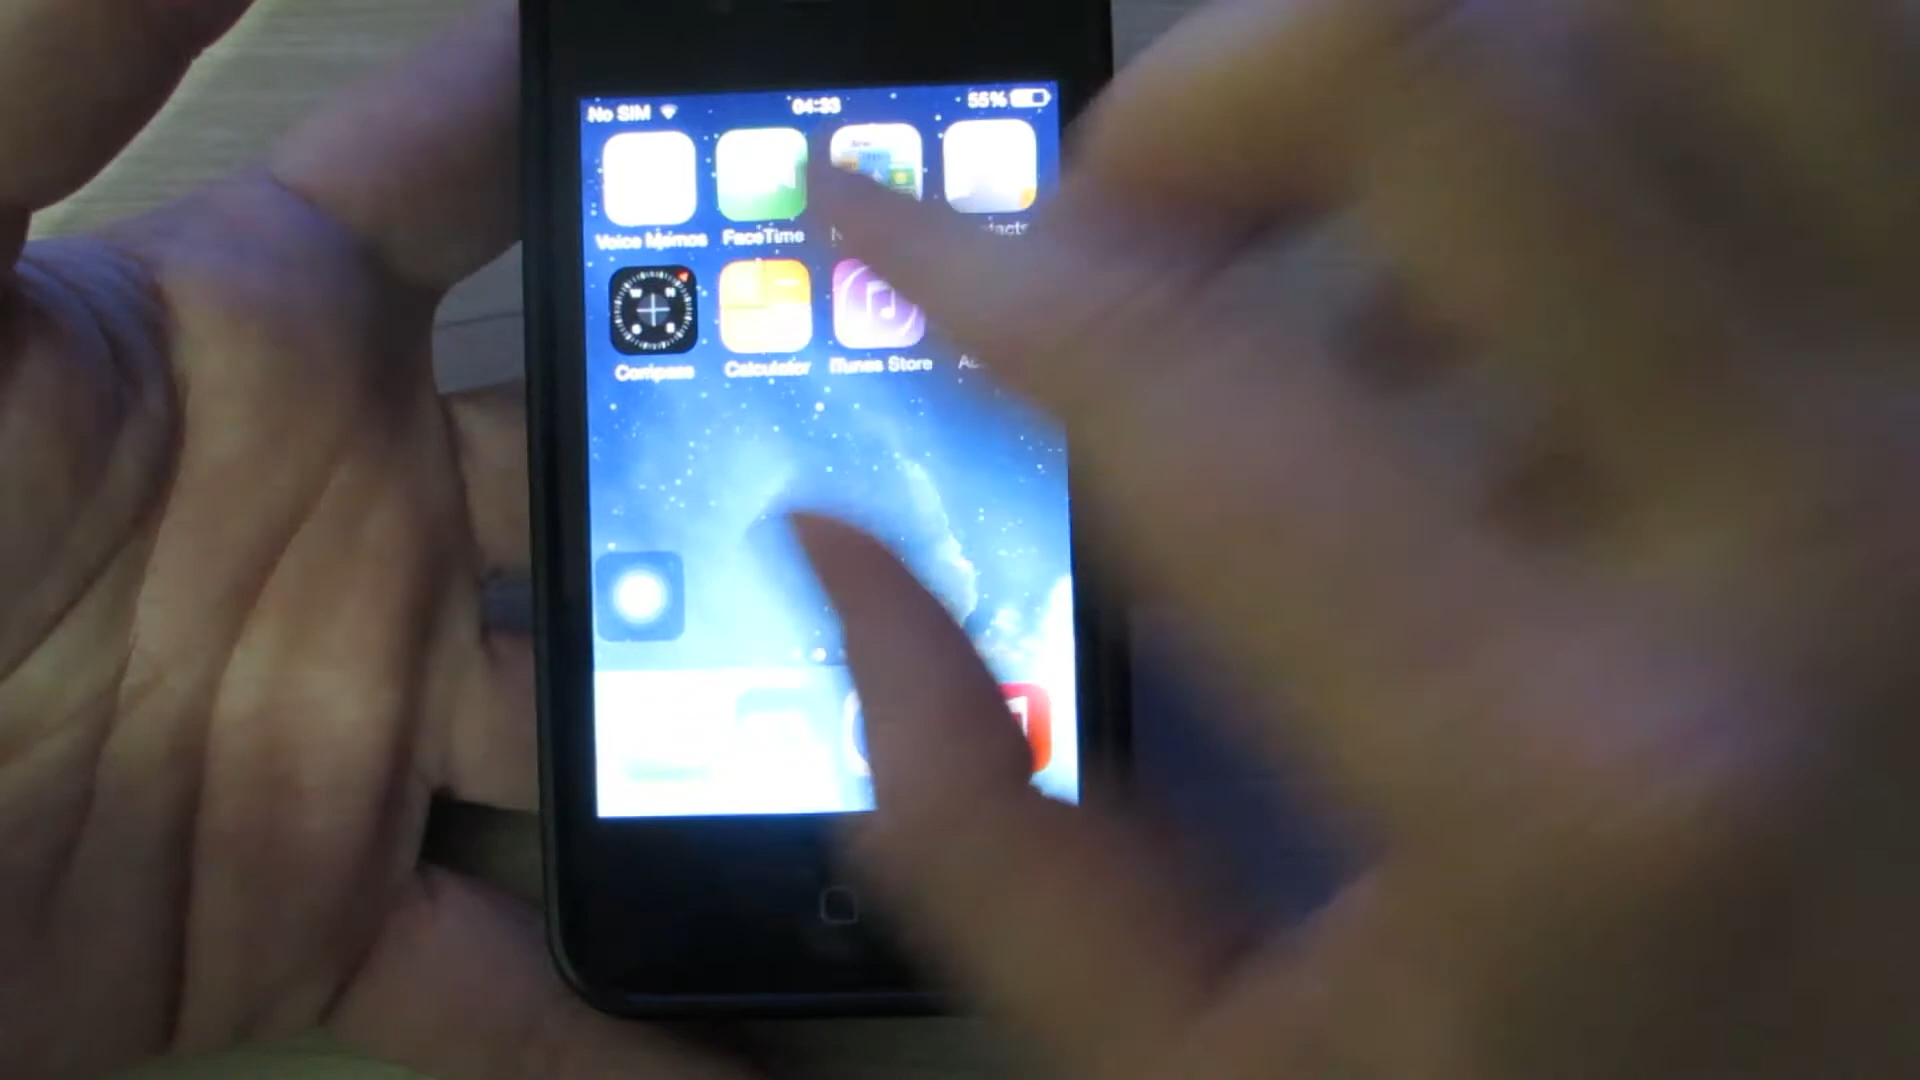 No SIM 04:33 55%
Voice Memos FaceTime
Compass Calculator iTunes Store